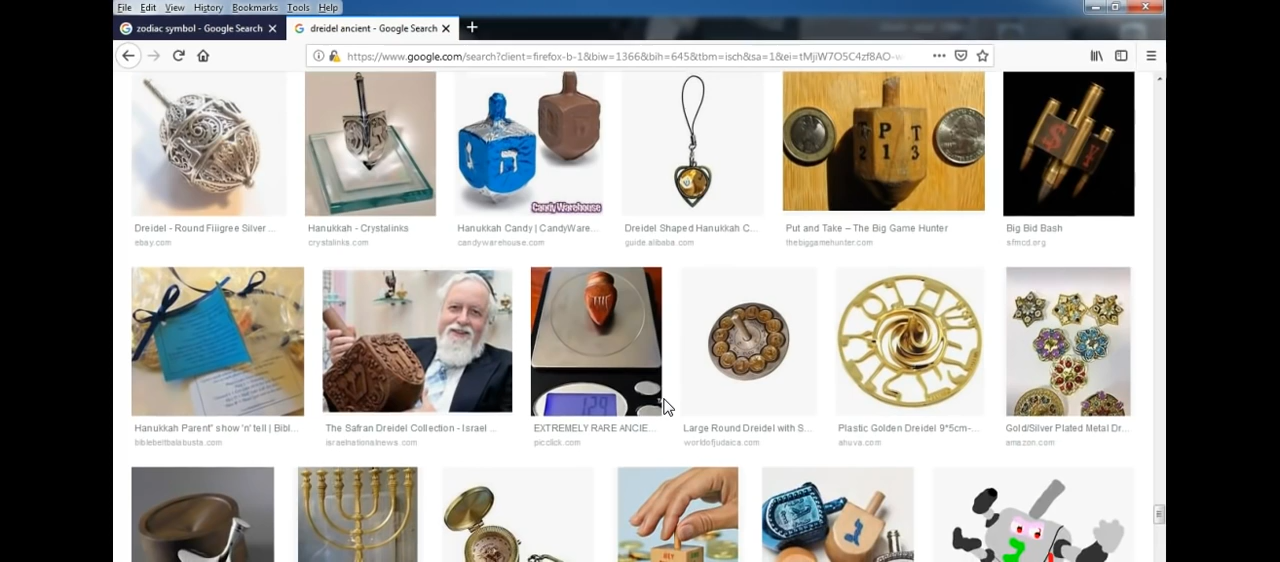 File Edit View History Bookmarks Tools Help
zodiac symbol - Google Search
dreidel ancient - Google Search
https://www.google.com/search?client=firefox-b-1&biw=1366&bih=645&tbm=isch&sa=1&ei=tMjiW7O5C4zf8AO-w
ה
CandyWarehouse
T P T
2 1 3
Dreidel - Round Filigree Silver ...
Hanukkah - Crystalinks
Hanukkah Candy | CandyWare...
Dreidel Shaped Hanukkah C...
Put and Take – The Big Game Hunter
Big Bid Bash
ebay.com
crystalinks.com
candywarehouse.com
guide.alibaba.com
thebiggamehunter.com
sfmcd.org
129
Hanukkah Parent' show 'n' tell | Bibl...
The Safran Dreidel Collection - Israel ...
EXTREMELY RARE ANCIE...
Large Round Dreidel with S...
Plastic Golden Dreidel 9*5cm-...
Gold/Silver Plated Metal Dr...
biblebeltbalabusta.com
israelnationalnews.com
picclick.com
worldofjudaica.com
ahuva.com
amazon.com